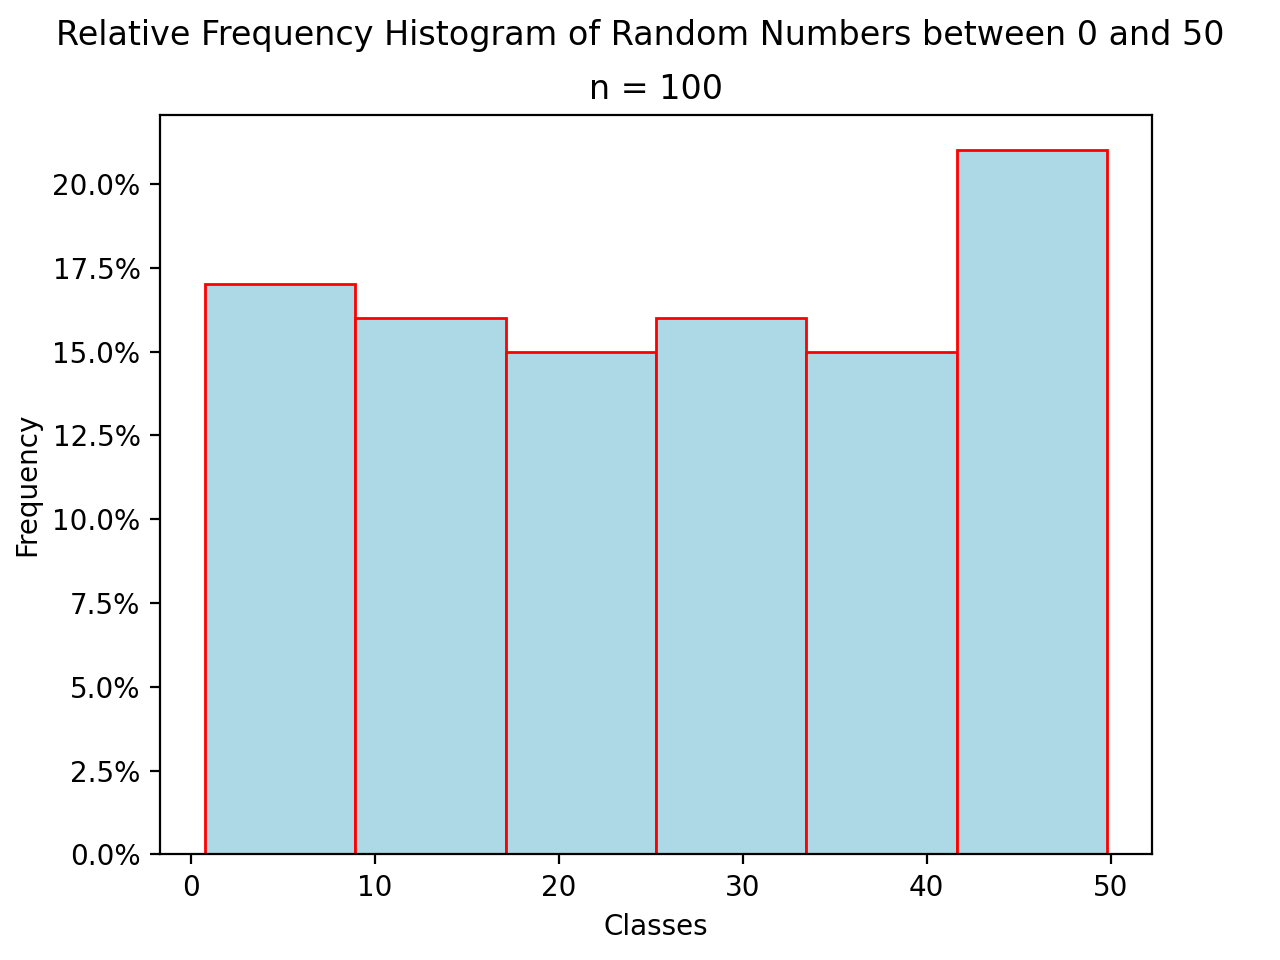 Relative Frequency Histogram of Random Numbers between 0 and 50
n = 100
20.0%
17.5%
15.0%
12.5%
10.0%
7.5%
5.0%
2.5%
0.0%
Frequency
0 10 20 30 40 50
Classes